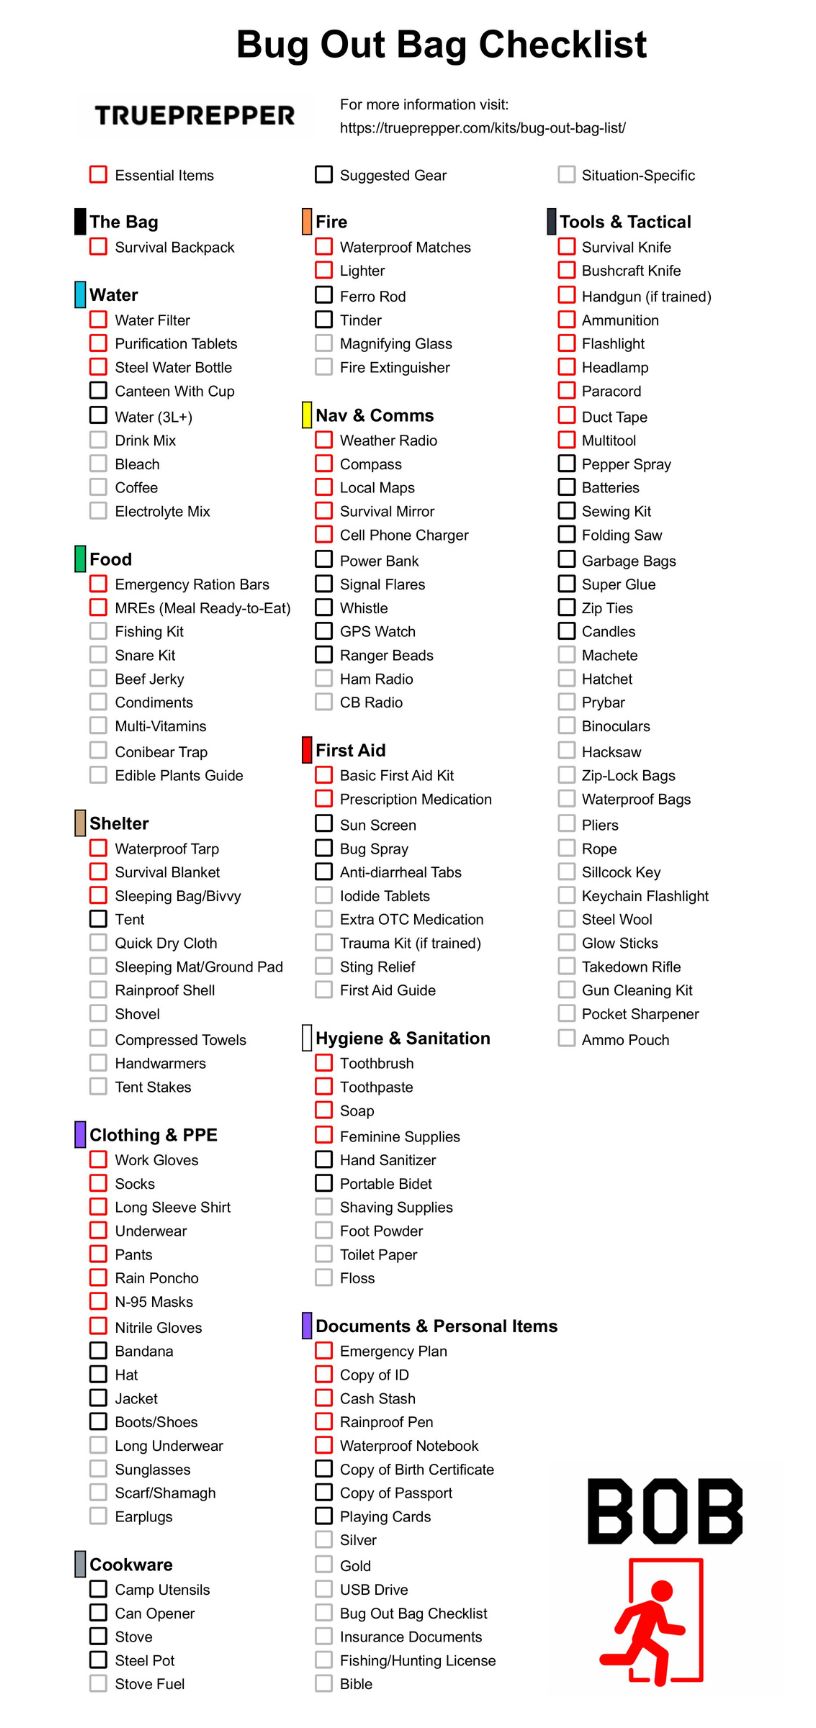 Bug Out Bag Checklist
TRUEPREPPER
For more information visit:
https://trueprepper.com/kits/bug-out-bag-list/
Essential Items
Suggested Gear
Situation-Specific
The Bag
Survival Backpack
Water
Water Filter
Purification Tablets
Steel Water Bottle
Canteen With Cup
Water (3L+)
Drink Mix
Bleach
Coffee
Electrolyte Mix
Food
Emergency Ration Bars
MREs (Meal Ready-to-Eat)
Fishing Kit
Snare Kit
Beef Jerky
Condiments
Multi-Vitamins
Conibear Trap
Edible Plants Guide
Shelter
Waterproof Tarp
Survival Blanket
Sleeping Bag/Bivvy
Tent
Quick Dry Cloth
Sleeping Mat/Ground Pad
Rainproof Shell
Shovel
Compressed Towels
Handwarmers
Tent Stakes
Clothing & PPE
Work Gloves
Socks
Long Sleeve Shirt
Underwear
Pants
Rain Poncho
N-95 Masks
Nitrile Gloves
Bandana
Hat
Jacket
Boots/Shoes
Long Underwear
Sunglasses
Scarf/Shamagh
Earplugs
Cookware
Camp Utensils
Can Opener
Stove
Steel Pot
Stove Fuel
Fire
Waterproof Matches
Lighter
Ferro Rod
Tinder
Magnifying Glass
Fire Extinguisher
Nav & Comms
Weather Radio
Compass
Local Maps
Survival Mirror
Cell Phone Charger
Power Bank
Signal Flares
Whistle
GPS Watch
Ranger Beads
Ham Radio
CB Radio
First Aid
Basic First Aid Kit
Prescription Medication
Sun Screen
Bug Spray
Anti-diarrheal Tabs
Iodide Tablets
Extra OTC Medication
Trauma Kit (if trained)
Sting Relief
First Aid Guide
Hygiene & Sanitation
Toothbrush
Toothpaste
Soap
Feminine Supplies
Hand Sanitizer
Portable Bidet
Shaving Supplies
Foot Powder
Toilet Paper
Floss
Documents & Personal Items
Emergency Plan
Copy of ID
Cash Stash
Rainproof Pen
Waterproof Notebook
Copy of Birth Certificate
Copy of Passport
Playing Cards
Silver
Gold
USB Drive
Bug Out Bag Checklist
Insurance Documents
Fishing/Hunting License
Bible
Tools & Tactical
Survival Knife
Bushcraft Knife
Handgun (if trained)
Ammunition
Flashlight
Headlamp
Paracord
Duct Tape
Multitool
Pepper Spray
Batteries
Sewing Kit
Folding Saw
Garbage Bags
Super Glue
Zip Ties
Candles
Machete
Hatchet
Prybar
Binoculars
Hacksaw
Zip-Lock Bags
Waterproof Bags
Pliers
Rope
Sillcock Key
Keychain Flashlight
Steel Wool
Glow Sticks
Takedown Rifle
Gun Cleaning Kit
Pocket Sharpener
Ammo Pouch
BOB